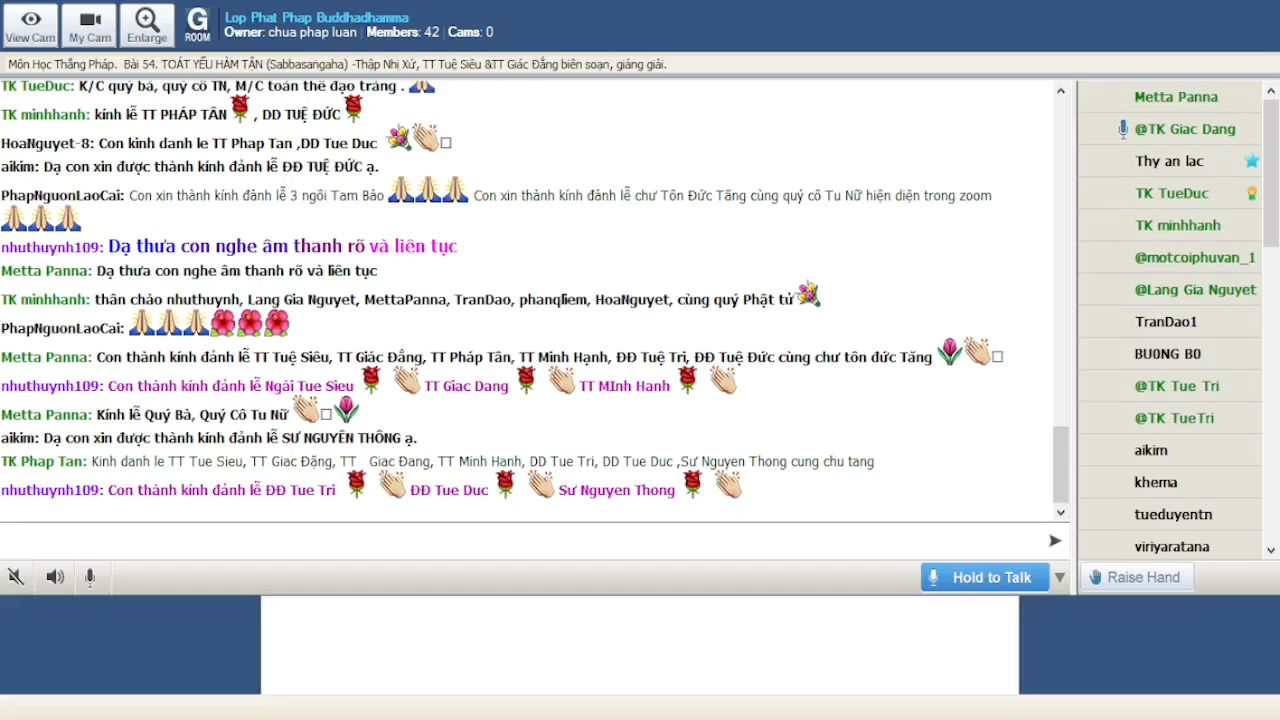 View Cam
My Cam
Enlarge
G
ROOM
Lop Phat Phap Buddhadhamma
Owner: chua phap luan | Members: 42 | Cams: 0
Môn Học Thắng Pháp. Bài 54. TOÁT YẾU HÀM TẬN (Sabbasaṅgaha) -Thập Nhị Xứ, TT Tuệ Siêu &TT Giác Đẳng biên soạn, giảng giải.
TK TueDuc: K/C quý bá, quý cô TN, M/C toàn thể đạo tràng .
TK minhhanh: kính lễ TT PHÁP TÂN , DD TUỆ ĐỨC
HoaNguyet-8: Con kinh danh le TT Phap Tan ,DD Tue Duc
aikim: Dạ con xin được thành kính đảnh lễ ĐĐ TUỆ ĐỨC ạ.
PhapNguonLaoCai: Con xin thành kính đảnh lễ 3 ngôi Tam Bảo Con xin thành kính đảnh lễ chư Tôn Đức Tăng cùng quý cô Tu Nữ hiện diện trong zoom
nhuthuynh109: Dạ thưa con nghe âm thanh rõ và liên tục
Metta Panna: Dạ thưa con nghe âm thanh rõ và liên tục
TK minhhanh: thân chào nhuthuynh, Lang Gia Nguyet, MettaPanna, TranDao, phanqliem, HoaNguyet, cùng quý Phật tử
PhapNguonLaoCai:
Metta Panna: Con thành kính đảnh lễ TT Tuệ Siêu, TT Giác Đẳng, TT Pháp Tân, TT Minh Hạnh, ĐĐ Tuệ Tri, ĐĐ Tuệ Đức cùng chư tôn đức Tăng
nhuthuynh109: Con thành kính đảnh lễ Ngài Tue Sieu TT Giac Dang TT MInh Hanh
Metta Panna: Kính lễ Quý Bà, Quý Cô Tu Nữ
aikim: Dạ con xin được thành kính đảnh lễ SƯ NGUYÊN THÔNG ạ.
TK Phap Tan: Kinh danh le TT Tue Sieu, TT Giac Đặng, TT Giac Đang, TT Minh Hạnh, DD Tue Tri, DD Tue Duc ,Sư Nguyen Thong cung chu tang
nhuthuynh109: Con thành kính đảnh lễ ĐĐ Tue Tri ĐĐ Tue Duc Sư Nguyen Thong
Hold to Talk
Metta Panna
@TK Giac Dang
Thy an lac
TK TueDuc
TK minhhanh
@motcoiphuvan_1
@Lang Gia Nguyet
TranDao1
BU0NG B0
@TK Tue Tri
@TK TueTri
aikim
khema
tueduyentn
viriyaratana
Raise Hand